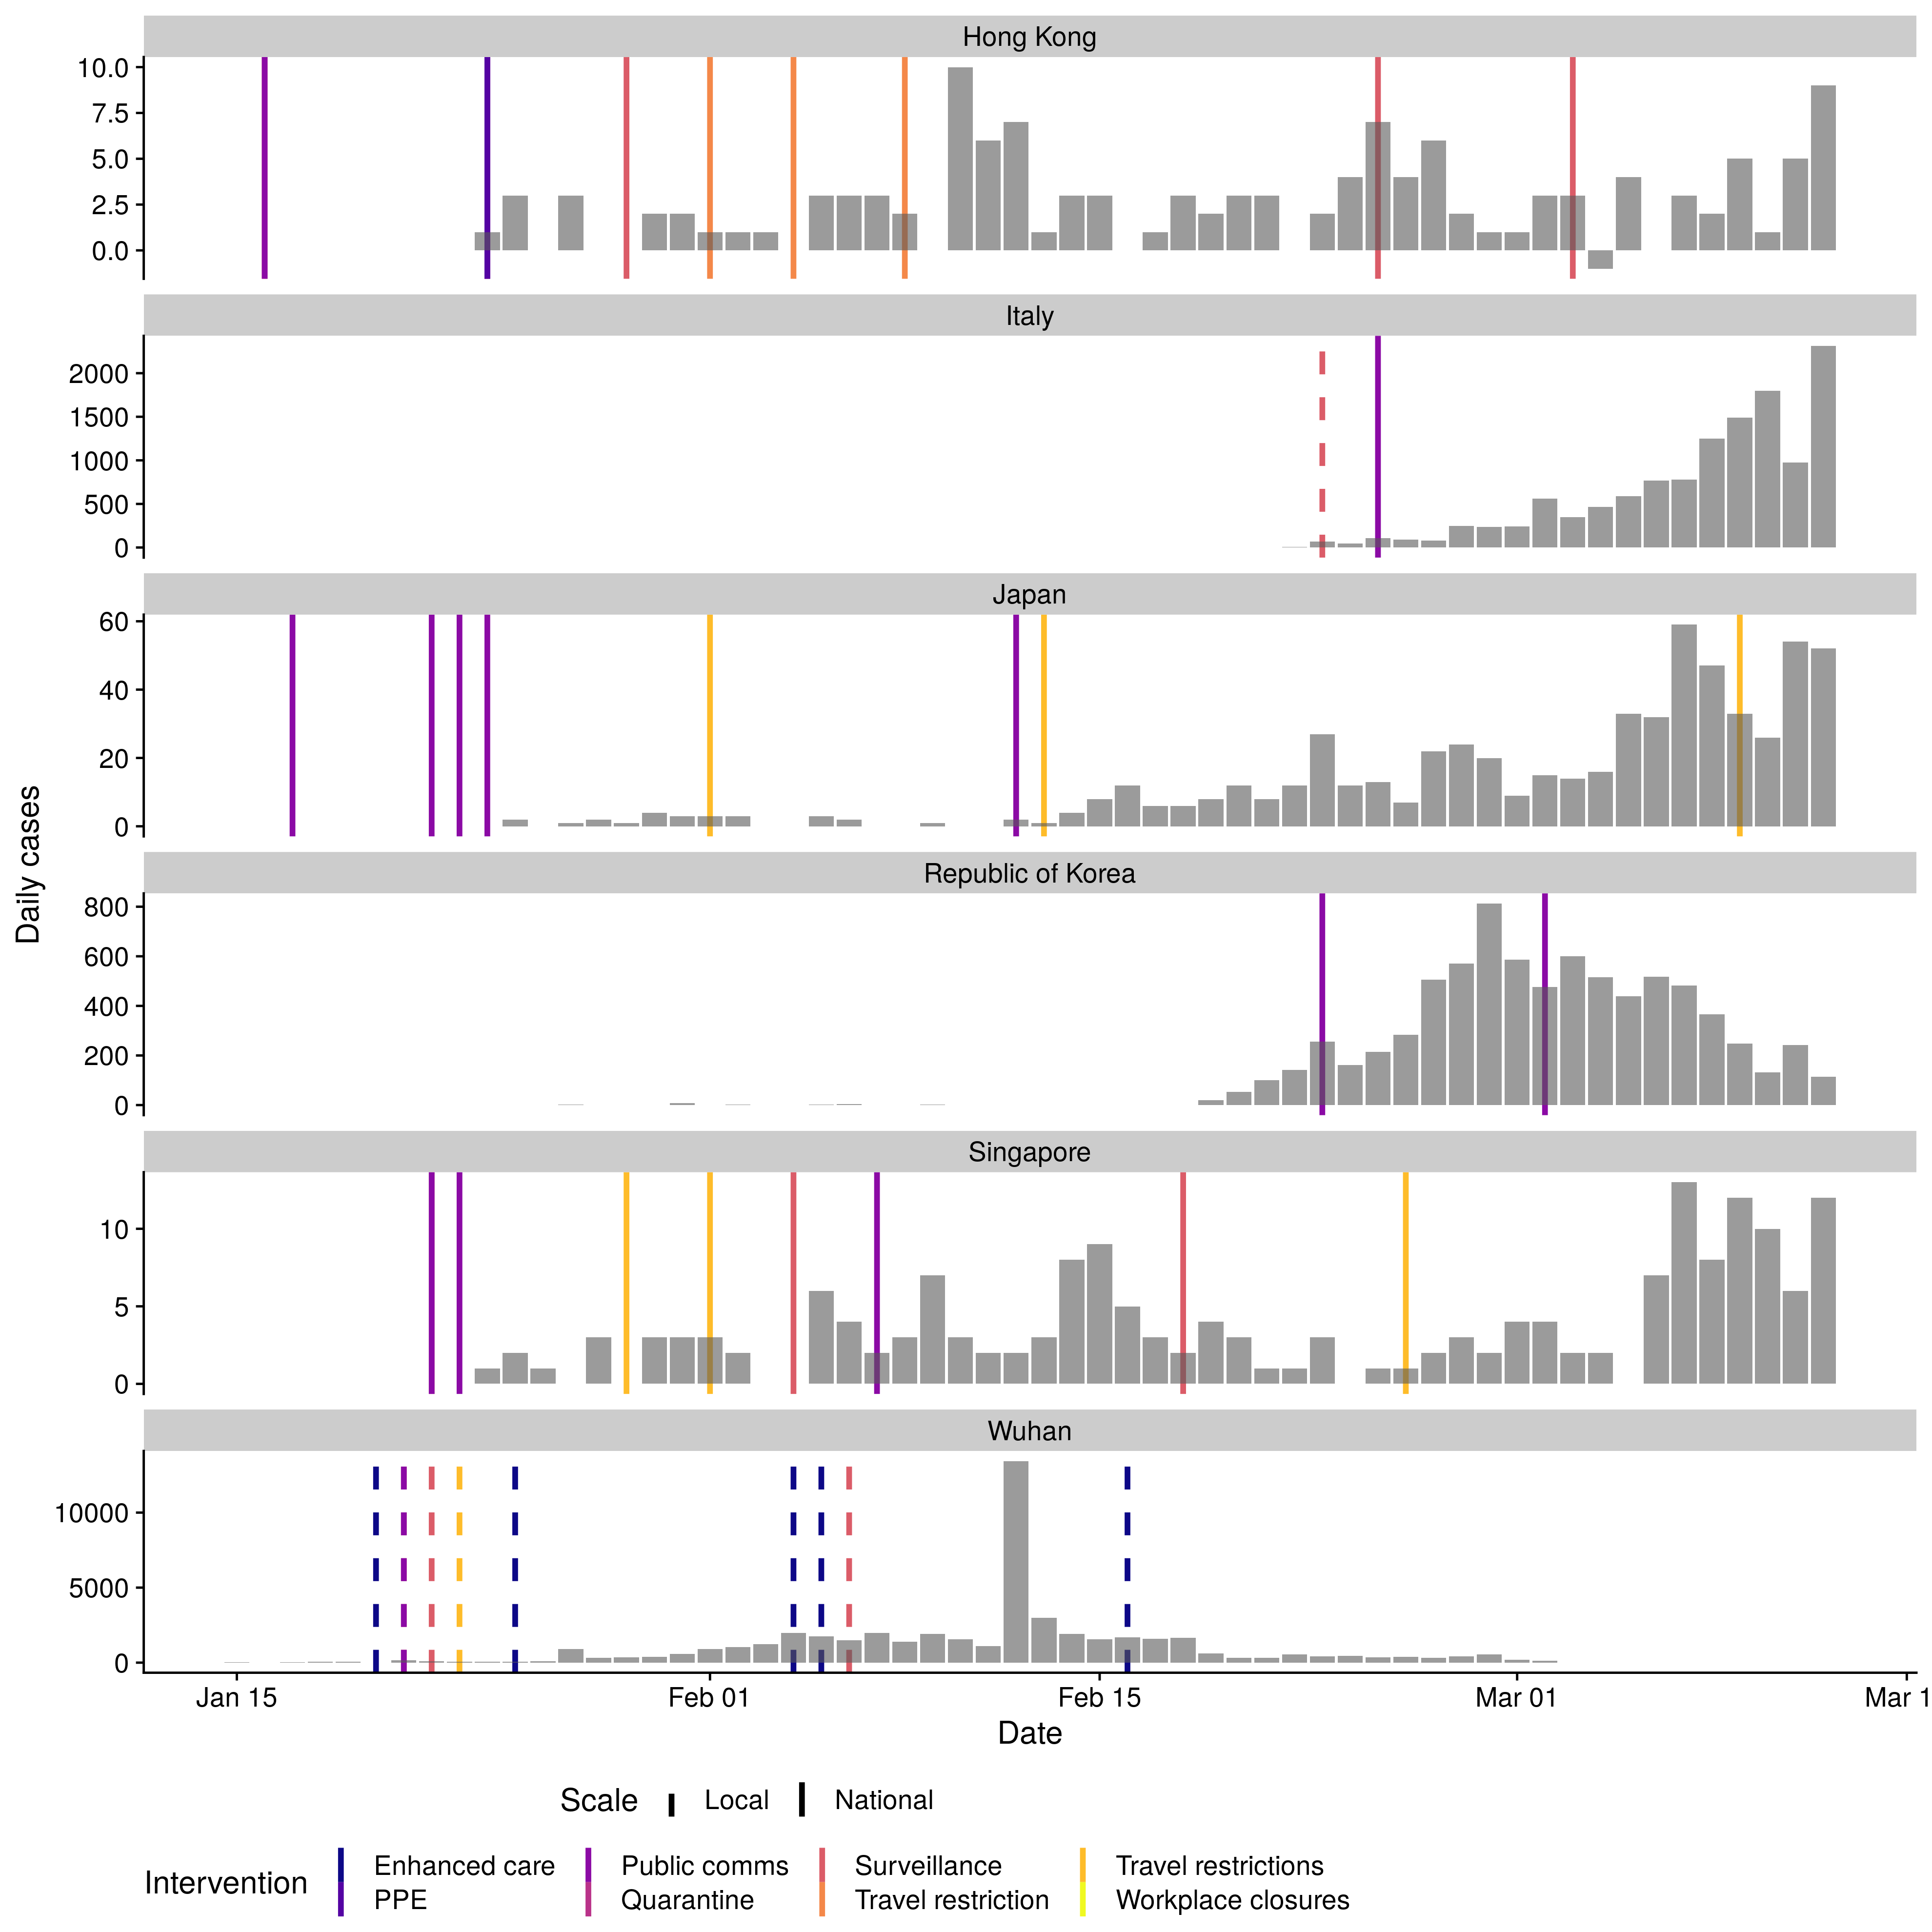 Hong Kong
10.0
7.5
5.0
2.5
0.0
Italy
2000
1500
1000
500
0
Japan
60
40
20
0
Republic of Korea
800
600
400
200
0
Singapore
10
5
0
Wuhan
10000
5000
0
Daily cases
Jan 15 Feb 01 Feb 15 Mar 01 Mar 1
Date
Scale Local National
Intervention
Enhanced care Public comms Surveillance Travel restrictions
PPE Quarantine Travel restriction Workplace closures